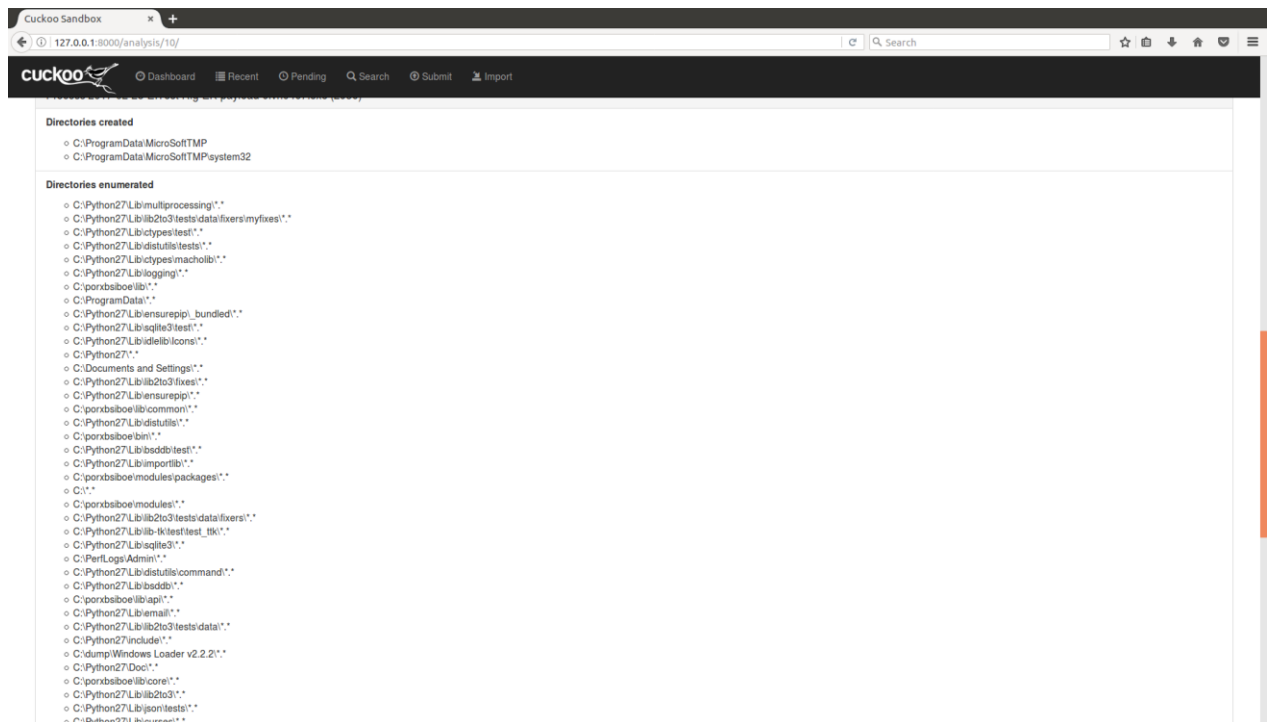 Cuckoo Sandbox × +
127.0.0.1:8000/analysis/10/ Search
cuckoo Dashboard Recent Pending Search Submit Import
Directories created
C:\ProgramData\MicroSoftTMP
C:\ProgramData\MicroSoftTMP\system32
Directories enumerated
C:\Python27\Lib\multiprocessing\*.*
C:\Python27\Lib\lib2to3\tests\data\fixers\myfixes\*.*
C:\Python27\Lib\ctypes\test\*.*
C:\Python27\Lib\distutils\tests\*.*
C:\Python27\Lib\ctypes\macholib\*.*
C:\Python27\Lib\logging\*.*
C:\porxbsiboe\lib\*.*
C:\ProgramData\*.*
C:\Python27\Lib\ensurepip\_bundled\*.*
C:\Python27\Lib\sqlite3\test\*.*
C:\Python27\Lib\idlelib\Icons\*.*
C:\Python27\*.*
C:\Documents and Settings\*.*
C:\Python27\Lib\lib2to3\fixes\*.*
C:\Python27\Lib\ensurepip\*.*
C:\porxbsiboe\lib\common\*.*
C:\Python27\Lib\distutils\*.*
C:\porxbsiboe\bin\*.*
C:\Python27\Lib\bsddb\test\*.*
C:\Python27\Lib\importlib\*.*
C:\porxbsiboe\modules\packages\*.*
C:\*.*
C:\porxbsiboe\modules\*.*
C:\Python27\Lib\lib2to3\tests\data\fixers\*.*
C:\Python27\Lib\lib-tk\test\test_ttk\*.*
C:\Python27\Lib\sqlite3\*.*
C:\PerfLogs\Admin\*.*
C:\Python27\Lib\distutils\command\*.*
C:\Python27\Lib\bsddb\*.*
C:\porxbsiboe\lib\api\*.*
C:\Python27\Lib\email\*.*
C:\Python27\Lib\lib2to3\tests\data\*.*
C:\Python27\include\*.*
C:\dump\Windows Loader v2.2.2\*.*
C:\Python27\Doc\*.*
C:\porxbsiboe\lib\core\*.*
C:\Python27\Lib\lib2to3\*.*
C:\Python27\Lib\json\tests\*.*
C:\Python27\Lib\curses\*.*